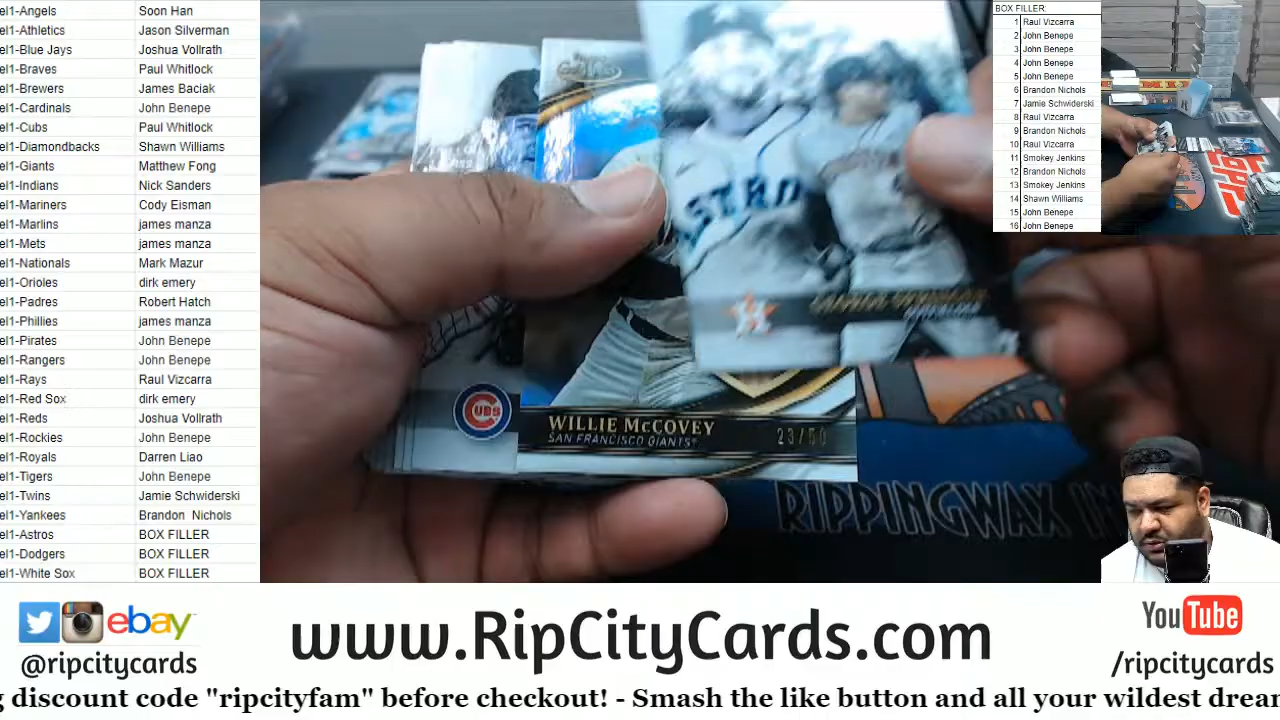 el1-Angels Soon Han
el1-Athletics Jason Silverman
el1-Blue Jays Joshua Vollrath
el1-Braves Paul Whitlock
el1-Brewers James Baciak
el1-Cardinals John Benepe
el1-Cubs Paul Whitlock
el1-Diamondbacks Shawn Williams
el1-Giants Matthew Fong
el1-Indians Nick Sanders
el1-Mariners Cody Eisman
el1-Marlins james manza
el1-Mets james manza
el1-Nationals Mark Mazur
el1-Orioles dirk emery
el1-Padres Robert Hatch
el1-Phillies james manza
el1-Pirates John Benepe
el1-Rangers John Benepe
el1-Rays Raul Vizcarra
el1-Red Sox dirk emery
el1-Reds Joshua Vollrath
el1-Rockies John Benepe
el1-Royals Darren Liao
el1-Tigers John Benepe
el1-Twins Jamie Schwiderski
el1-Yankees Brandon Nichols
el1-Astros BOX FILLER
el1-Dodgers BOX FILLER
el1-White Sox BOX FILLER
BOX FILLER:
1 Raul Vizcarra
2 John Benepe
3 John Benepe
4 John Benepe
5 John Benepe
6 Brandon Nichols
7 Jamie Schwiderski
8 Raul Vizcarra
9 Brandon Nichols
10 Raul Vizcarra
11 Smokey Jenkins
12 Brandon Nichols
13 Smokey Jenkins
14 Shawn Williams
15 John Benepe
16 John Benepe
CUBS
WILLIE McCOVEY
SAN FRANCISCO GIANTS
23/50
RIPPINGWAX
ebay
@ripcitycards
www.RipCityCards.com
YouTube
/ripcitycards
g discount code "ripcityfam" before checkout! - Smash the like button and all your wildest drean